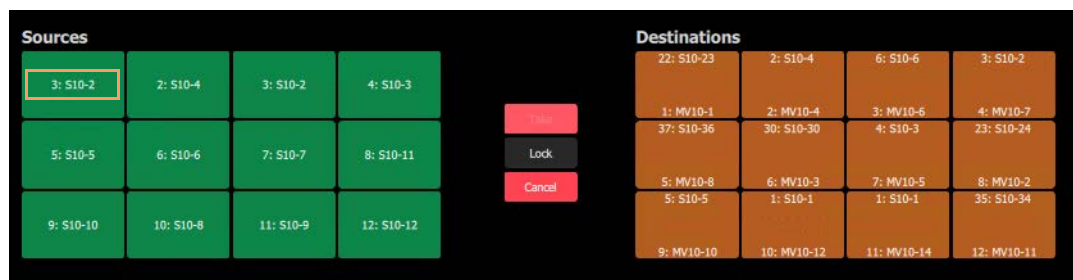 Sources
3: S10-2
2: S10-4
3: S10-2
4: S10-3
5: S10-5
6: S10-6
7: S10-7
8: S10-11
9: S10-10
10: S10-8
11: S10-9
12: S10-12
Take
Lock
Cancel
Destinations
22: S10-23
1: MV10-1
2: S10-4
2: MV10-4
6: S10-6
3: MV10-6
3: S10-2
4: MV10-7
37: S10-36
5: MV10-8
30: S10-30
6: MV10-3
4: S10-3
7: MV10-5
23: S10-24
8: MV10-2
5: S10-5
9: MV10-10
1: S10-1
10: MV10-12
1: S10-1
11: MV10-14
35: S10-34
12: MV10-11